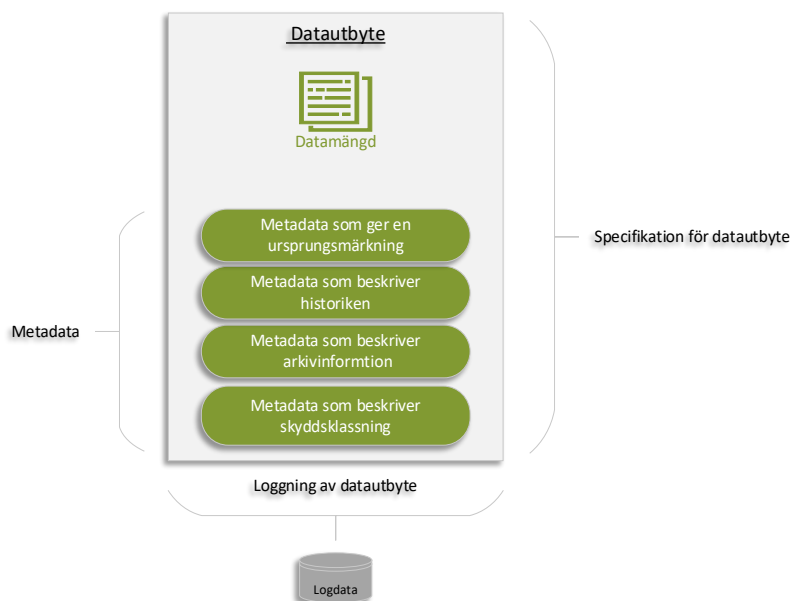 Datautbyte
Datamängd
Metadata som ger en
ursprungsmärkning
Metadata som beskriver
historiken
Metadata som beskriver
arkivinformtion
Metadata som beskriver
skyddsklassning
Metadata
Specifikation för datautbyte
Loggning av datautbyte
Logdata